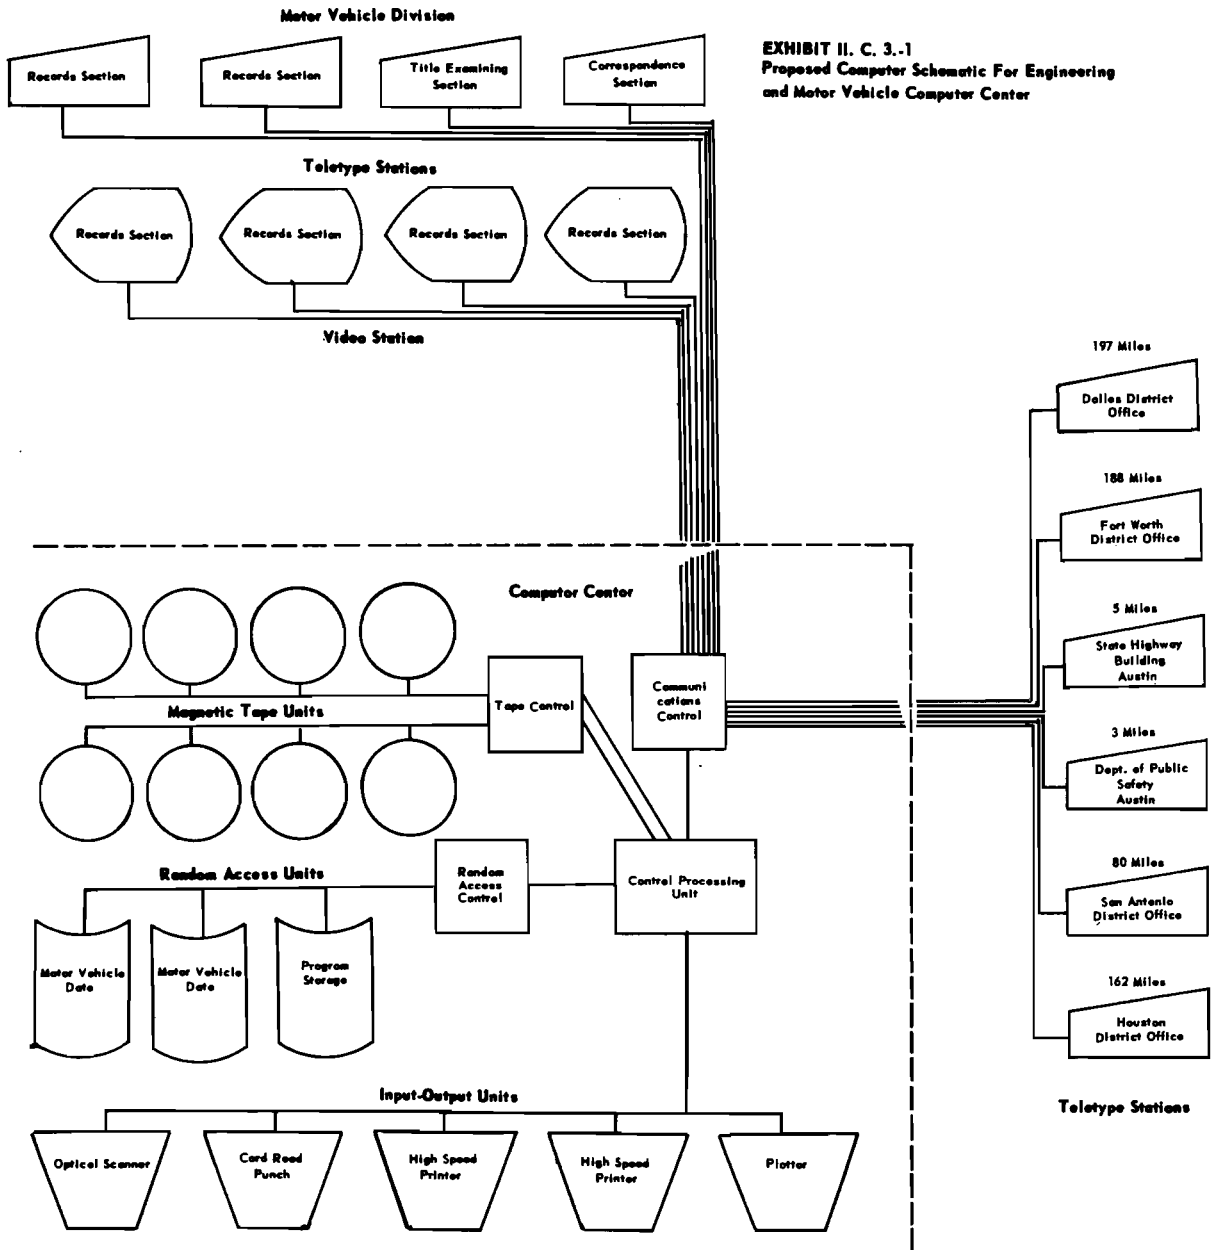 Motor Vehicle Division
EXHIBIT II. C. 3.-1
Proposed Computer Schematic For Engineering
and Motor Vehicle Computer Center
Records Section
Records Section
Title Examining
Section
Correspondence
Section
Teletype Stations
Records Section
Records Section
Records Section
Records Section
Video Station
197 Miles
Dallas District
Office
188 Miles
Fort Worth
District Office
5 Miles
State Highway
Building
Austin
3 Miles
Dept. of Public
Safety
Austin
80 Miles
San Antonio
District Office
162 Miles
Houston
District Office
Teletype Stations
Computer Center
Magnetic Tape Units
Tape Control
Communi
cations
Control
Random Access Units
Random
Access
Control
Control Processing
Unit
Motor Vehicle
Data
Motor Vehicle
Data
Program
Storage
Input-Output Units
Optical Scanner
Card Read
Punch
High Speed
Printer
High Speed
Printer
Plotter